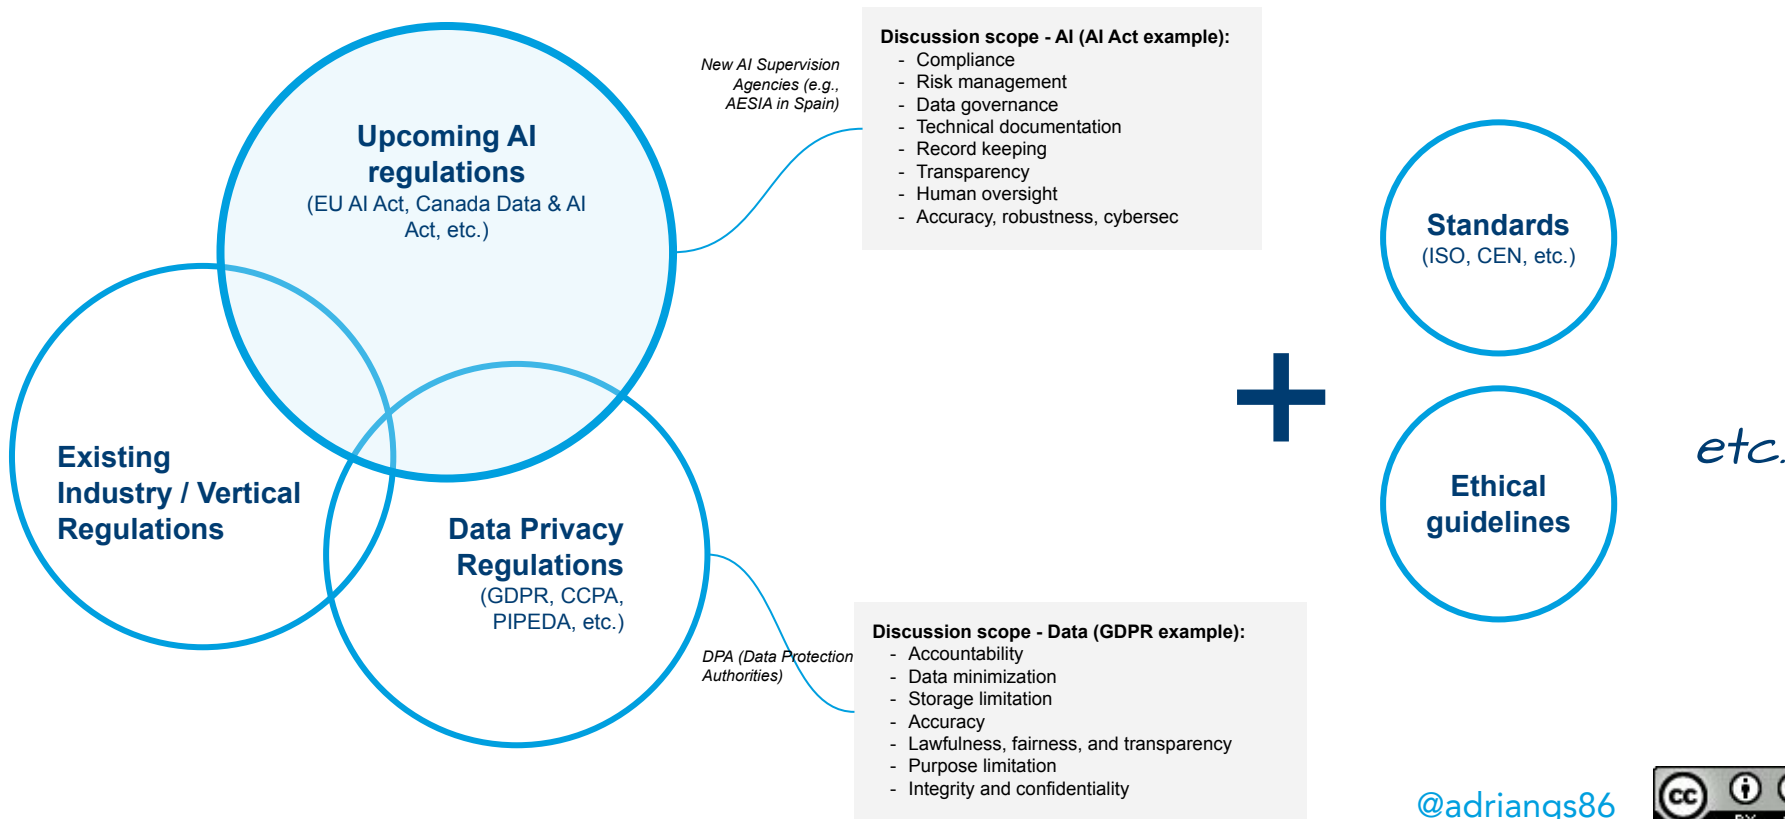 New AI Supervision
Agencies (e.g.,
AESIA in Spain)
Discussion scope - AI (AI Act example):
- Compliance
- Risk management
- Data governance
- Technical documentation
- Record keeping
- Transparency
- Human oversight
- Accuracy, robustness, cybersec
Upcoming AI
regulations
(EU AI Act, Canada Data & AI
Act, etc.)
Standards
(ISO, CEN, etc.)
Existing
Industry / Vertical
Regulations
Data Privacy
Regulations
(GDPR, CCPA,
PIPEDA, etc.)
Ethical
guidelines
etc.
DPA (Data Protection
Authorities)
Discussion scope - Data (GDPR example):
- Accountability
- Data minimization
- Storage limitation
- Accuracy
- Lawfulness, fairness, and transparency
- Purpose limitation
- Integrity and confidentiality
@adrianqs86
cc